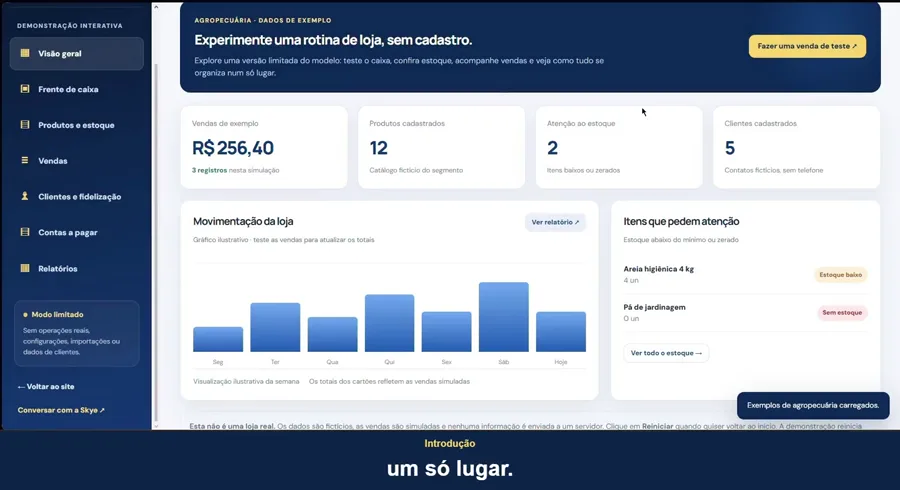 DEMONSTRAÇÃO INTERATIVA
Visão geral
Frente de caixa
Produtos e estoque
Vendas
Clientes e fidelização
Contas a pagar
Relatórios
Modo limitado
Sem operações reais,
configurações, importações ou
dados de clientes.
← Voltar ao site
Conversar com a Skye ↗
AGROPECUÁRIA · DADOS DE EXEMPLO
Experimente uma rotina de loja, sem cadastro.
Explore uma versão limitada do modelo: teste o caixa, confira estoque, acompanhe vendas e veja como tudo se
organiza num só lugar.
Fazer uma venda de teste ↗
Vendas de exemplo
R$ 256,40
3 registros nesta simulação
Produtos cadastrados
12
Catálogo fictício do segmento
Atenção ao estoque
2
Itens baixos ou zerados
Clientes cadastrados
5
Contatos fictícios, sem telefone
Movimentação da loja
Ver relatório ↗
Gráfico ilustrativo · teste as vendas para atualizar os totais
Seg Ter Qua Qui Sex Sáb Hoje
Visualização ilustrativa da semana Os totais dos cartões refletem as vendas simuladas
Itens que pedem atenção
Estoque abaixo do mínimo ou zerado
Areia higiênica 4 kg
4 un
Estoque baixo
Pá de jardinagem
0 un
Sem estoque
Ver todo o estoque →
Exemplos de agropecuária carregados.
Esta não é uma loja real. Os dados são fictícios, as vendas são simuladas e nenhuma informação é enviada a um servidor. Clique em Reiniciar quando quiser voltar ao início. A demonstração reinicia
Introdução
um só lugar.